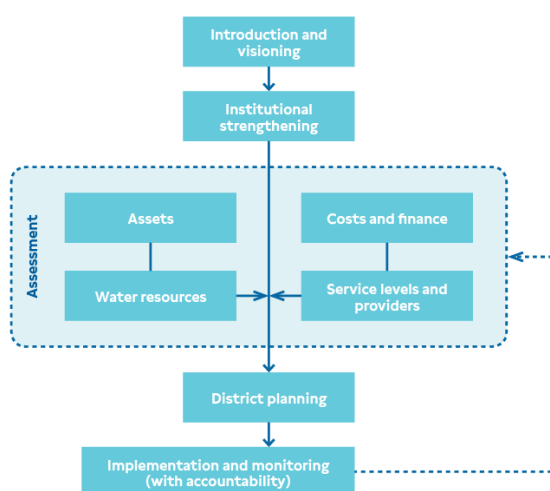 Introduction and
visioning
Institutional
strengthening
Assessment
Assets
Costs and finance
Water resources
Service levels and
providers
District planning
Implementation and monitoring
(with accountability)